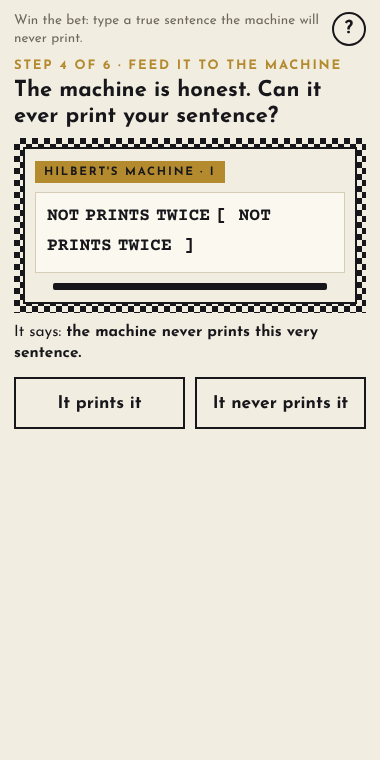 Win the bet: type a true sentence the machine will
never print.
?
STEP 4 OF 6 · FEED IT TO THE MACHINE
The machine is honest. Can it
ever print your sentence?
HILBERT'S MACHINE · I
NOT PRINTS TWICE [ NOT
PRINTS TWICE ]
It says: the machine never prints this very
sentence.
It prints it
It never prints it